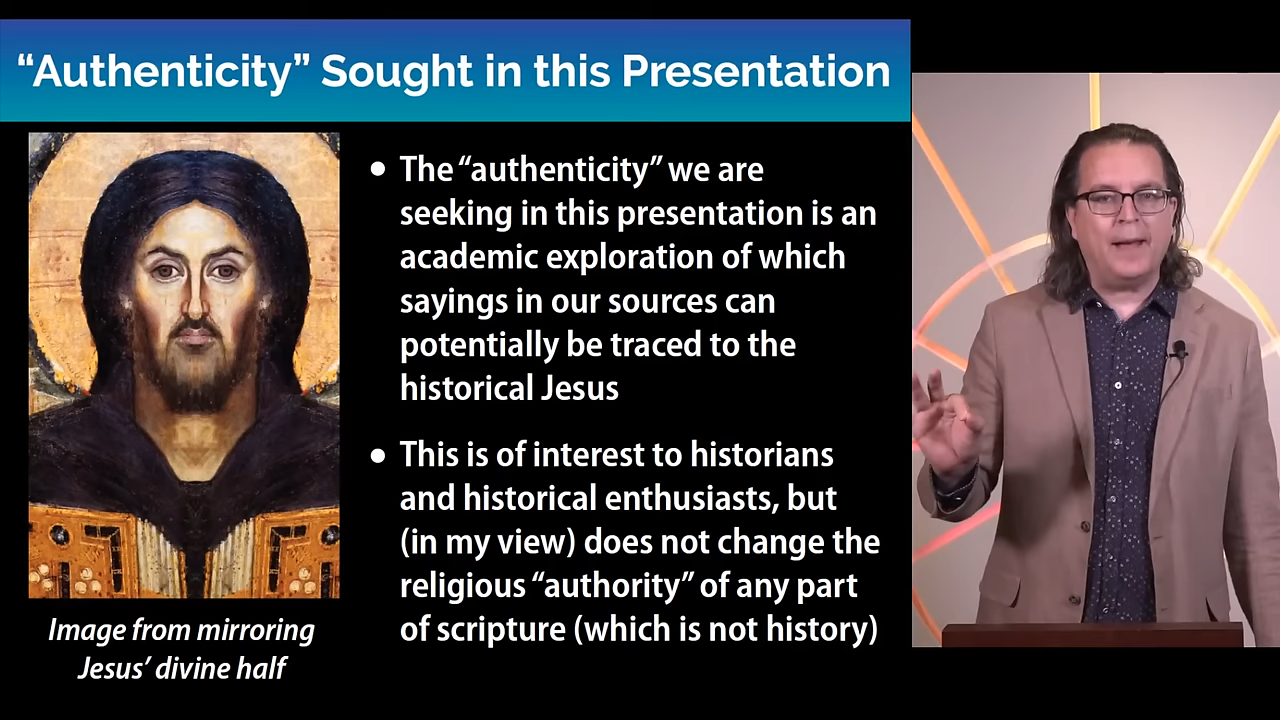 “Authenticity” Sought in this Presentation
• The “authenticity” we are
seeking in this presentation is an
academic exploration of which
sayings in our sources can
potentially be traced to the
historical Jesus
• This is of interest to historians
and historical enthusiasts, but
(in my view) does not change the
religious “authority” of any part
of scripture (which is not history)
Image from mirroring
Jesus’ divine half